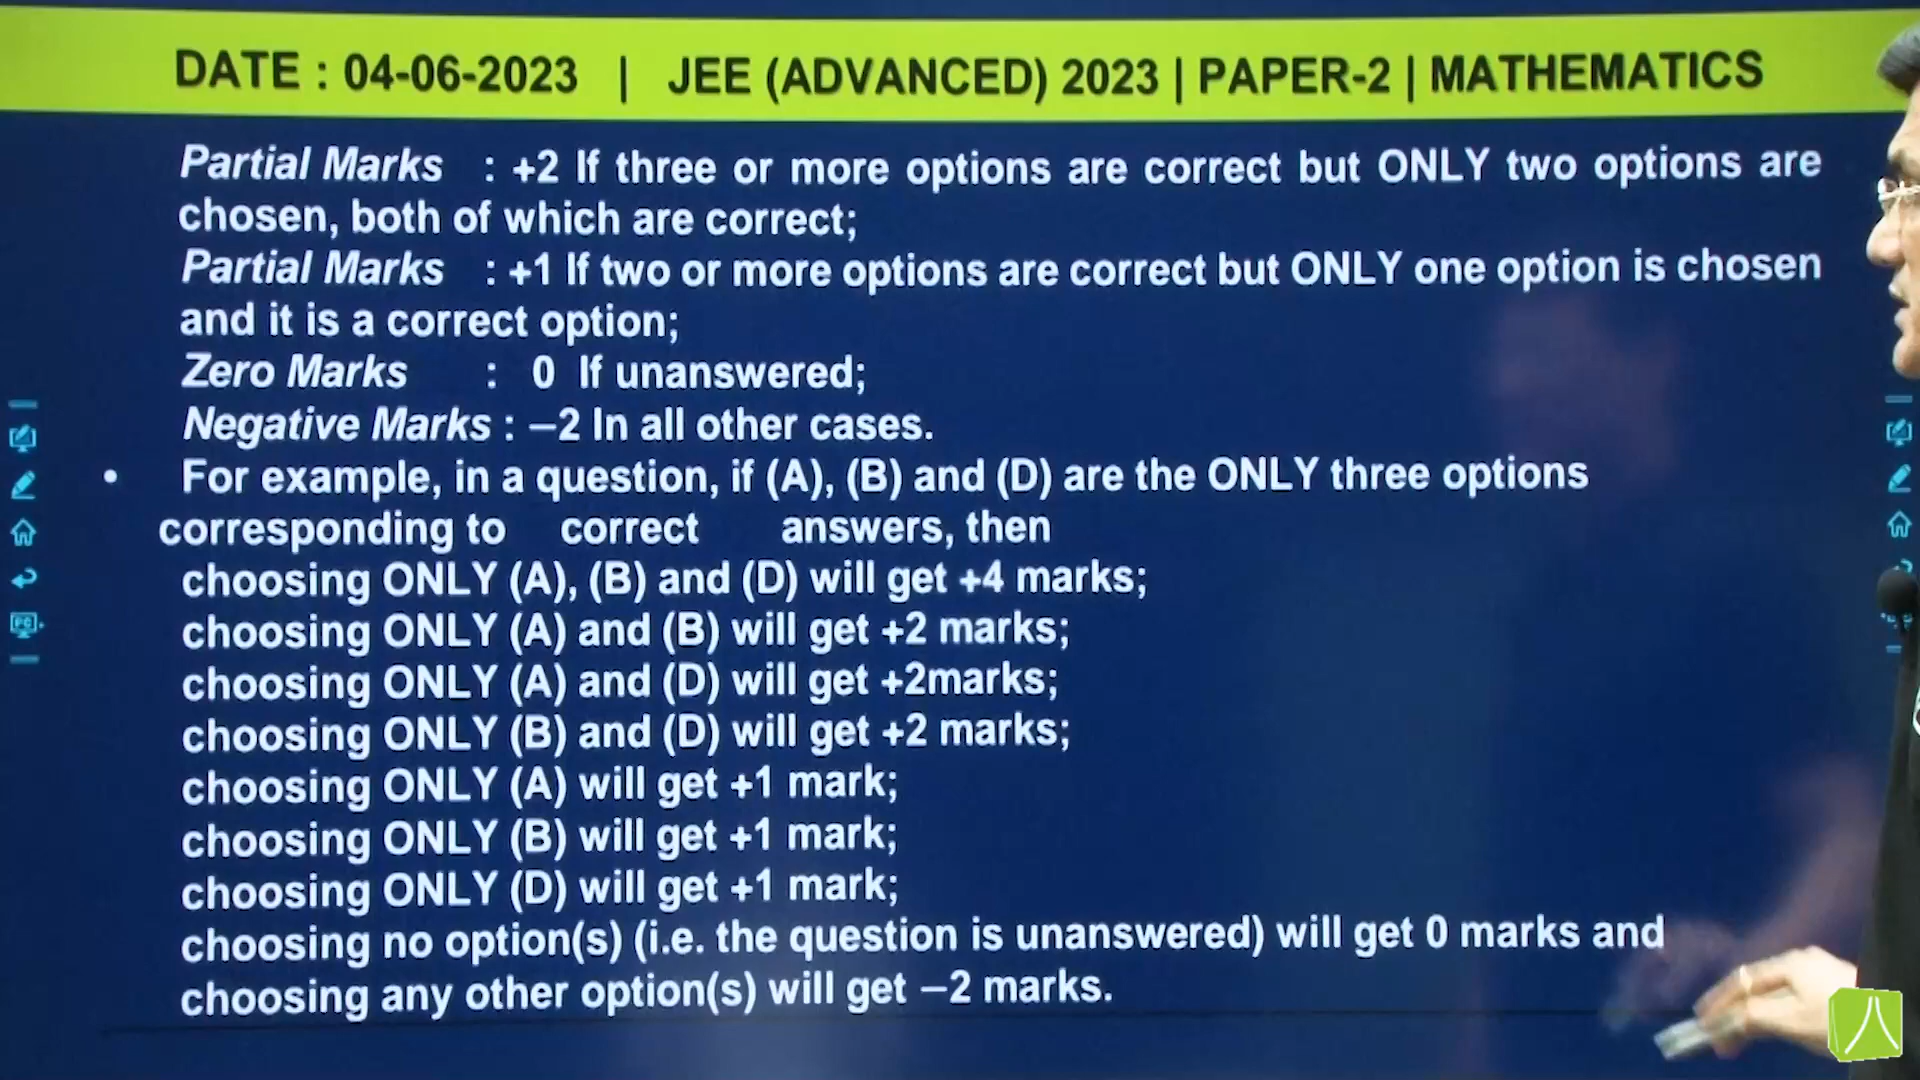 DATE : 04-06-2023 | JEE (ADVANCED) 2023 | PAPER-2 | MATHEMATICS
Partial Marks : +2 If three or more options are correct but ONLY two options are
chosen, both of which are correct;
Partial Marks : +1 If two or more options are correct but ONLY one option is chosen
and it is a correct option;
Zero Marks : 0 If unanswered;
Negative Marks : –2 In all other cases.
• For example, in a question, if (A), (B) and (D) are the ONLY three options
corresponding to correct answers, then
choosing ONLY (A), (B) and (D) will get +4 marks;
choosing ONLY (A) and (B) will get +2 marks;
choosing ONLY (A) and (D) will get +2marks;
choosing ONLY (B) and (D) will get +2 marks;
choosing ONLY (A) will get +1 mark;
choosing ONLY (B) will get +1 mark;
choosing ONLY (D) will get +1 mark;
choosing no option(s) (i.e. the question is unanswered) will get 0 marks and
choosing any other option(s) will get –2 marks.